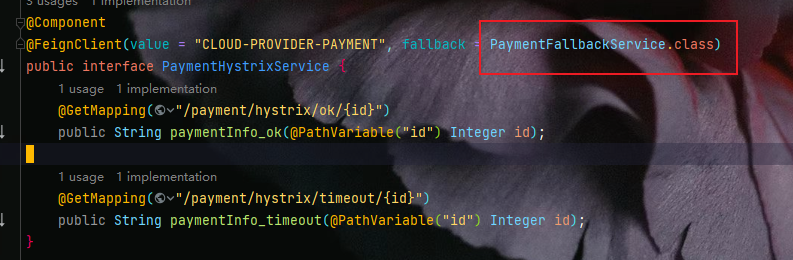 3 usages   1 implementation
@Component
@FeignClient(value = "CLOUD-PROVIDER-PAYMENT", fallback = PaymentFallbackService.class)
public interface PaymentHystrixService {
1 usage   1 implementation
@GetMapping("/payment/hystrix/ok/{id}")
public String paymentInfo_ok(@PathVariable("id") Integer id);
1 usage   1 implementation
@GetMapping("/payment/hystrix/timeout/{id}")
public String paymentInfo_timeout(@PathVariable("id") Integer id);
}